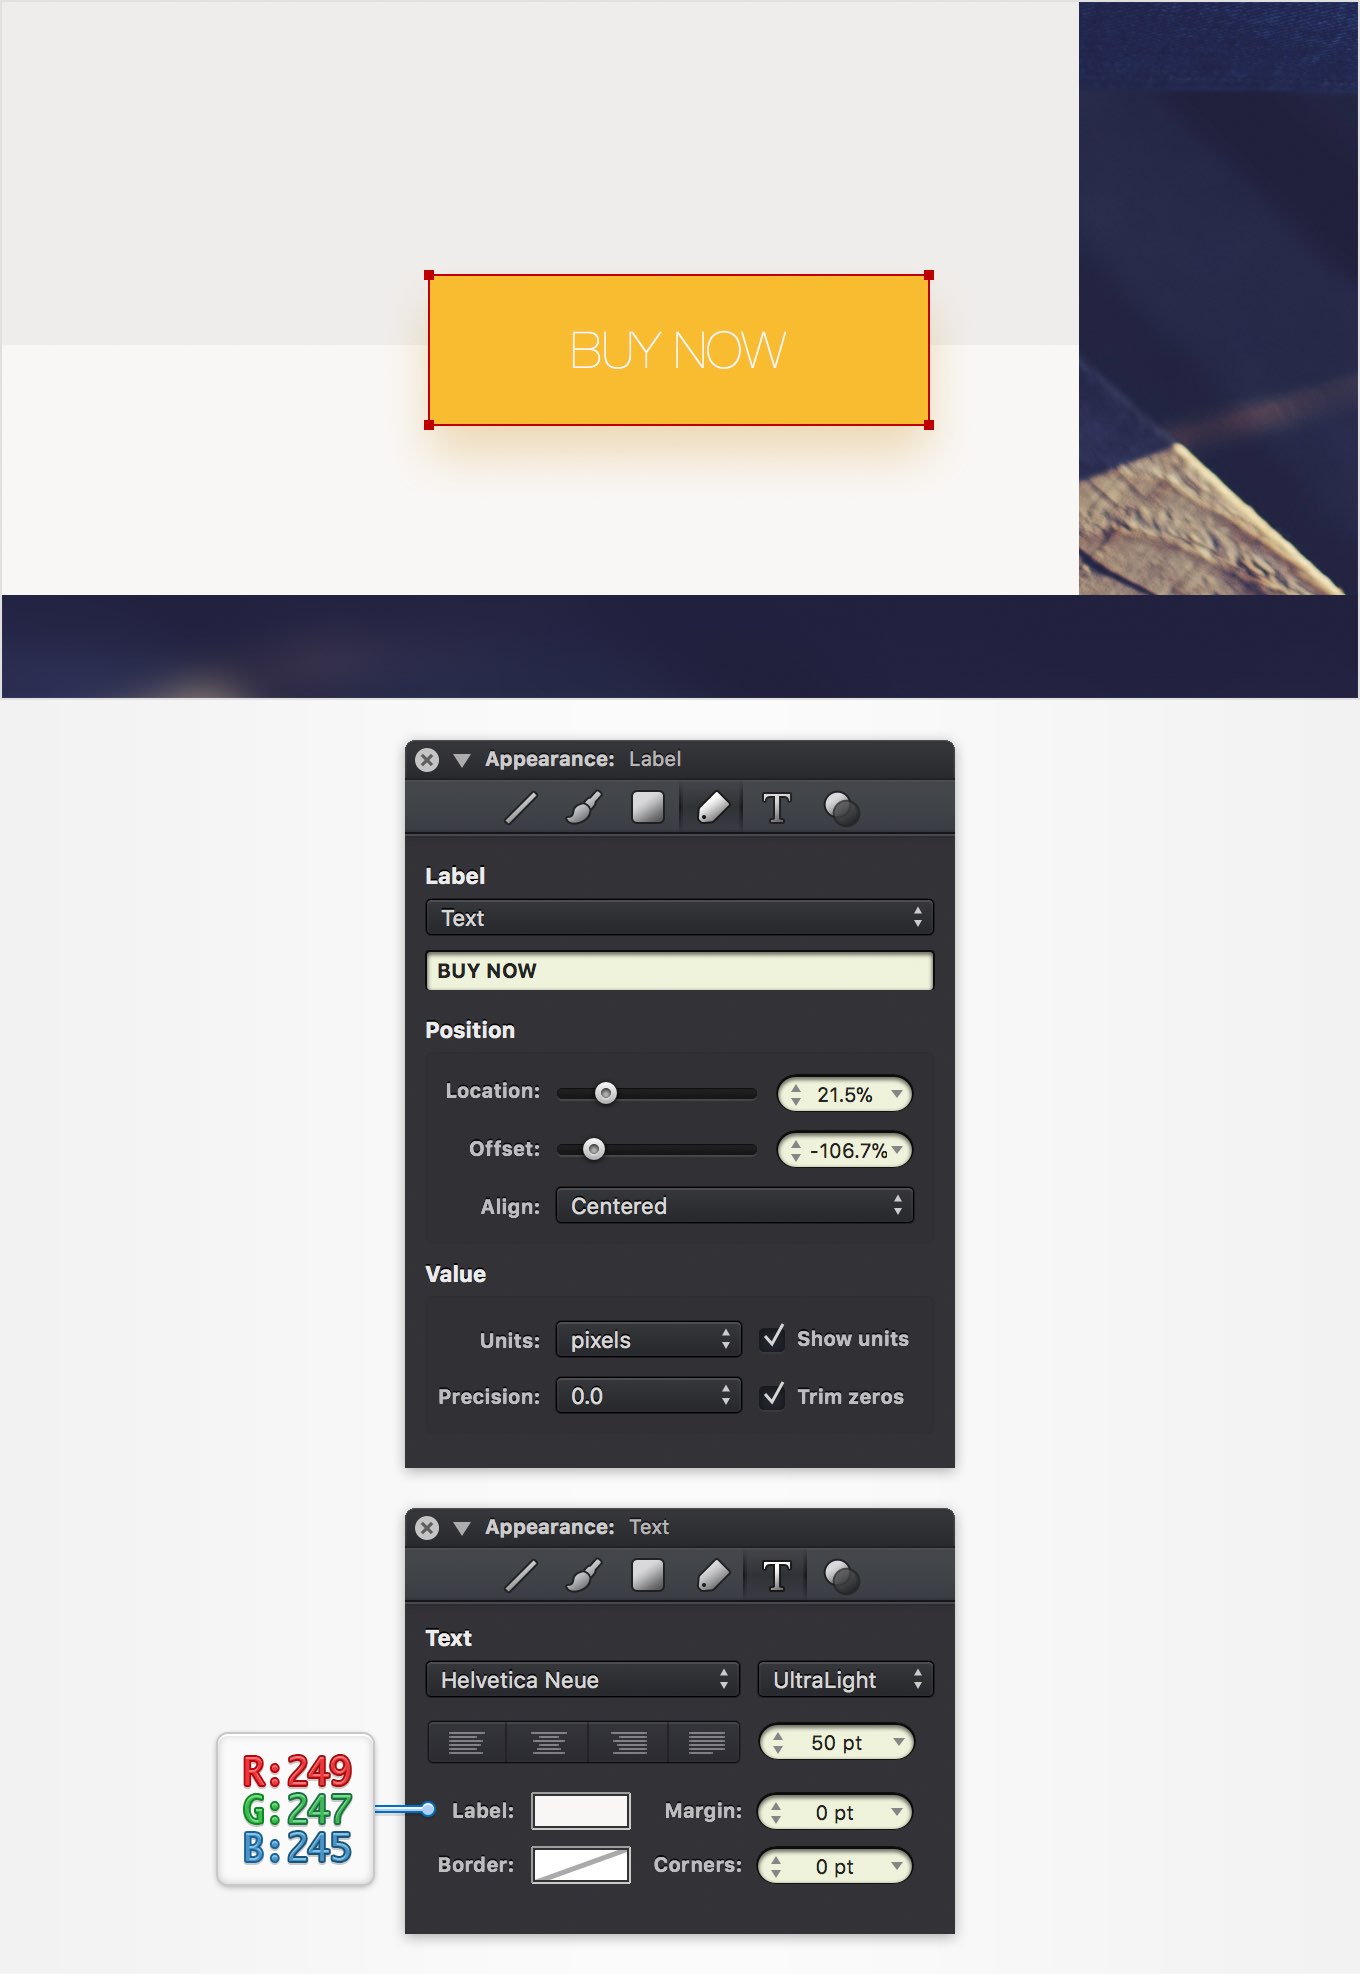 BUY NOW
Appearance: Label
Label
Text
BUY NOW
Position
Location: 21.5%
Offset: -106.7%
Align: Centered
Value
Units: pixels Show units
Precision: 0.0 Trim zeros
Appearance: Text
T
Text
Helvetica Neue UltraLight
50 pt
R:249
G:247
B:245
Label: Margin: 0 pt
Border: Corners: 0 pt